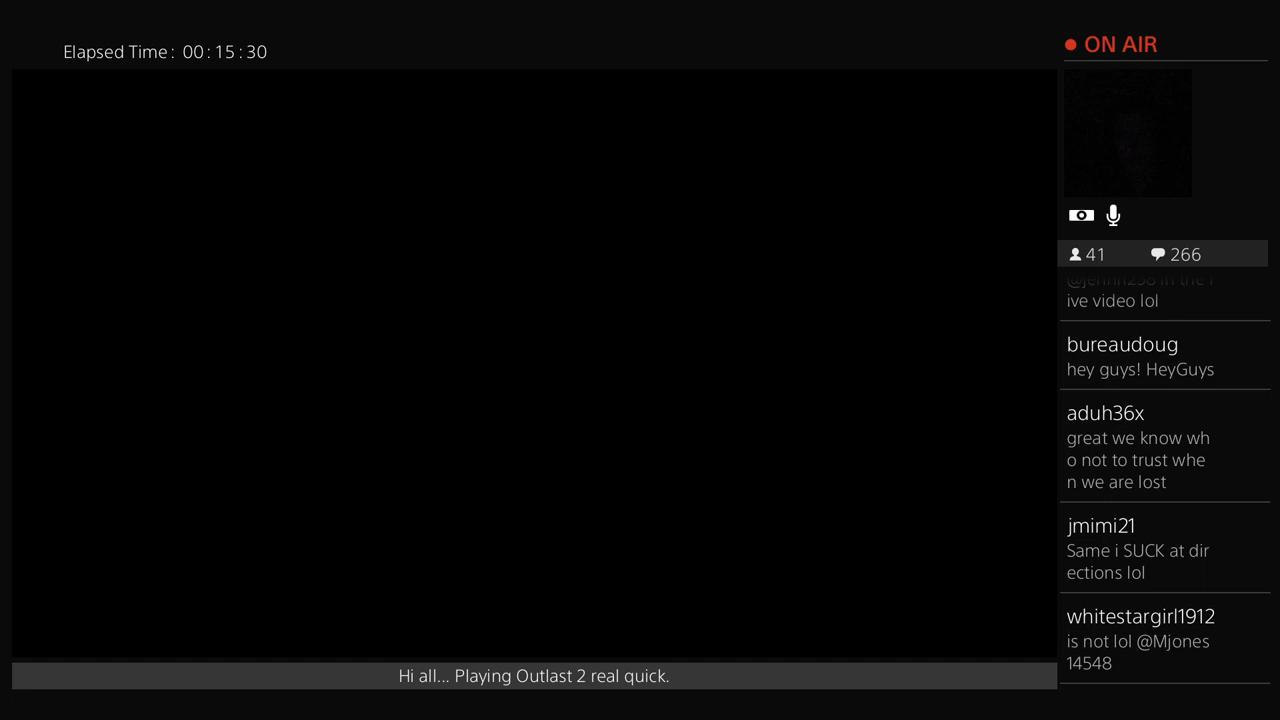 Elapsed Time: 00:15:30
ON AIR
41 266
ive video lol
bureaudoug
hey guys! HeyGuys
aduh36x
great we know wh
o not to trust whe
n we are lost
jmimi21
Same i SUCK at dir
ections lol
whitestargirl1912
is not lol @Mjones
14548
Hi all... Playing Outlast 2 real quick.